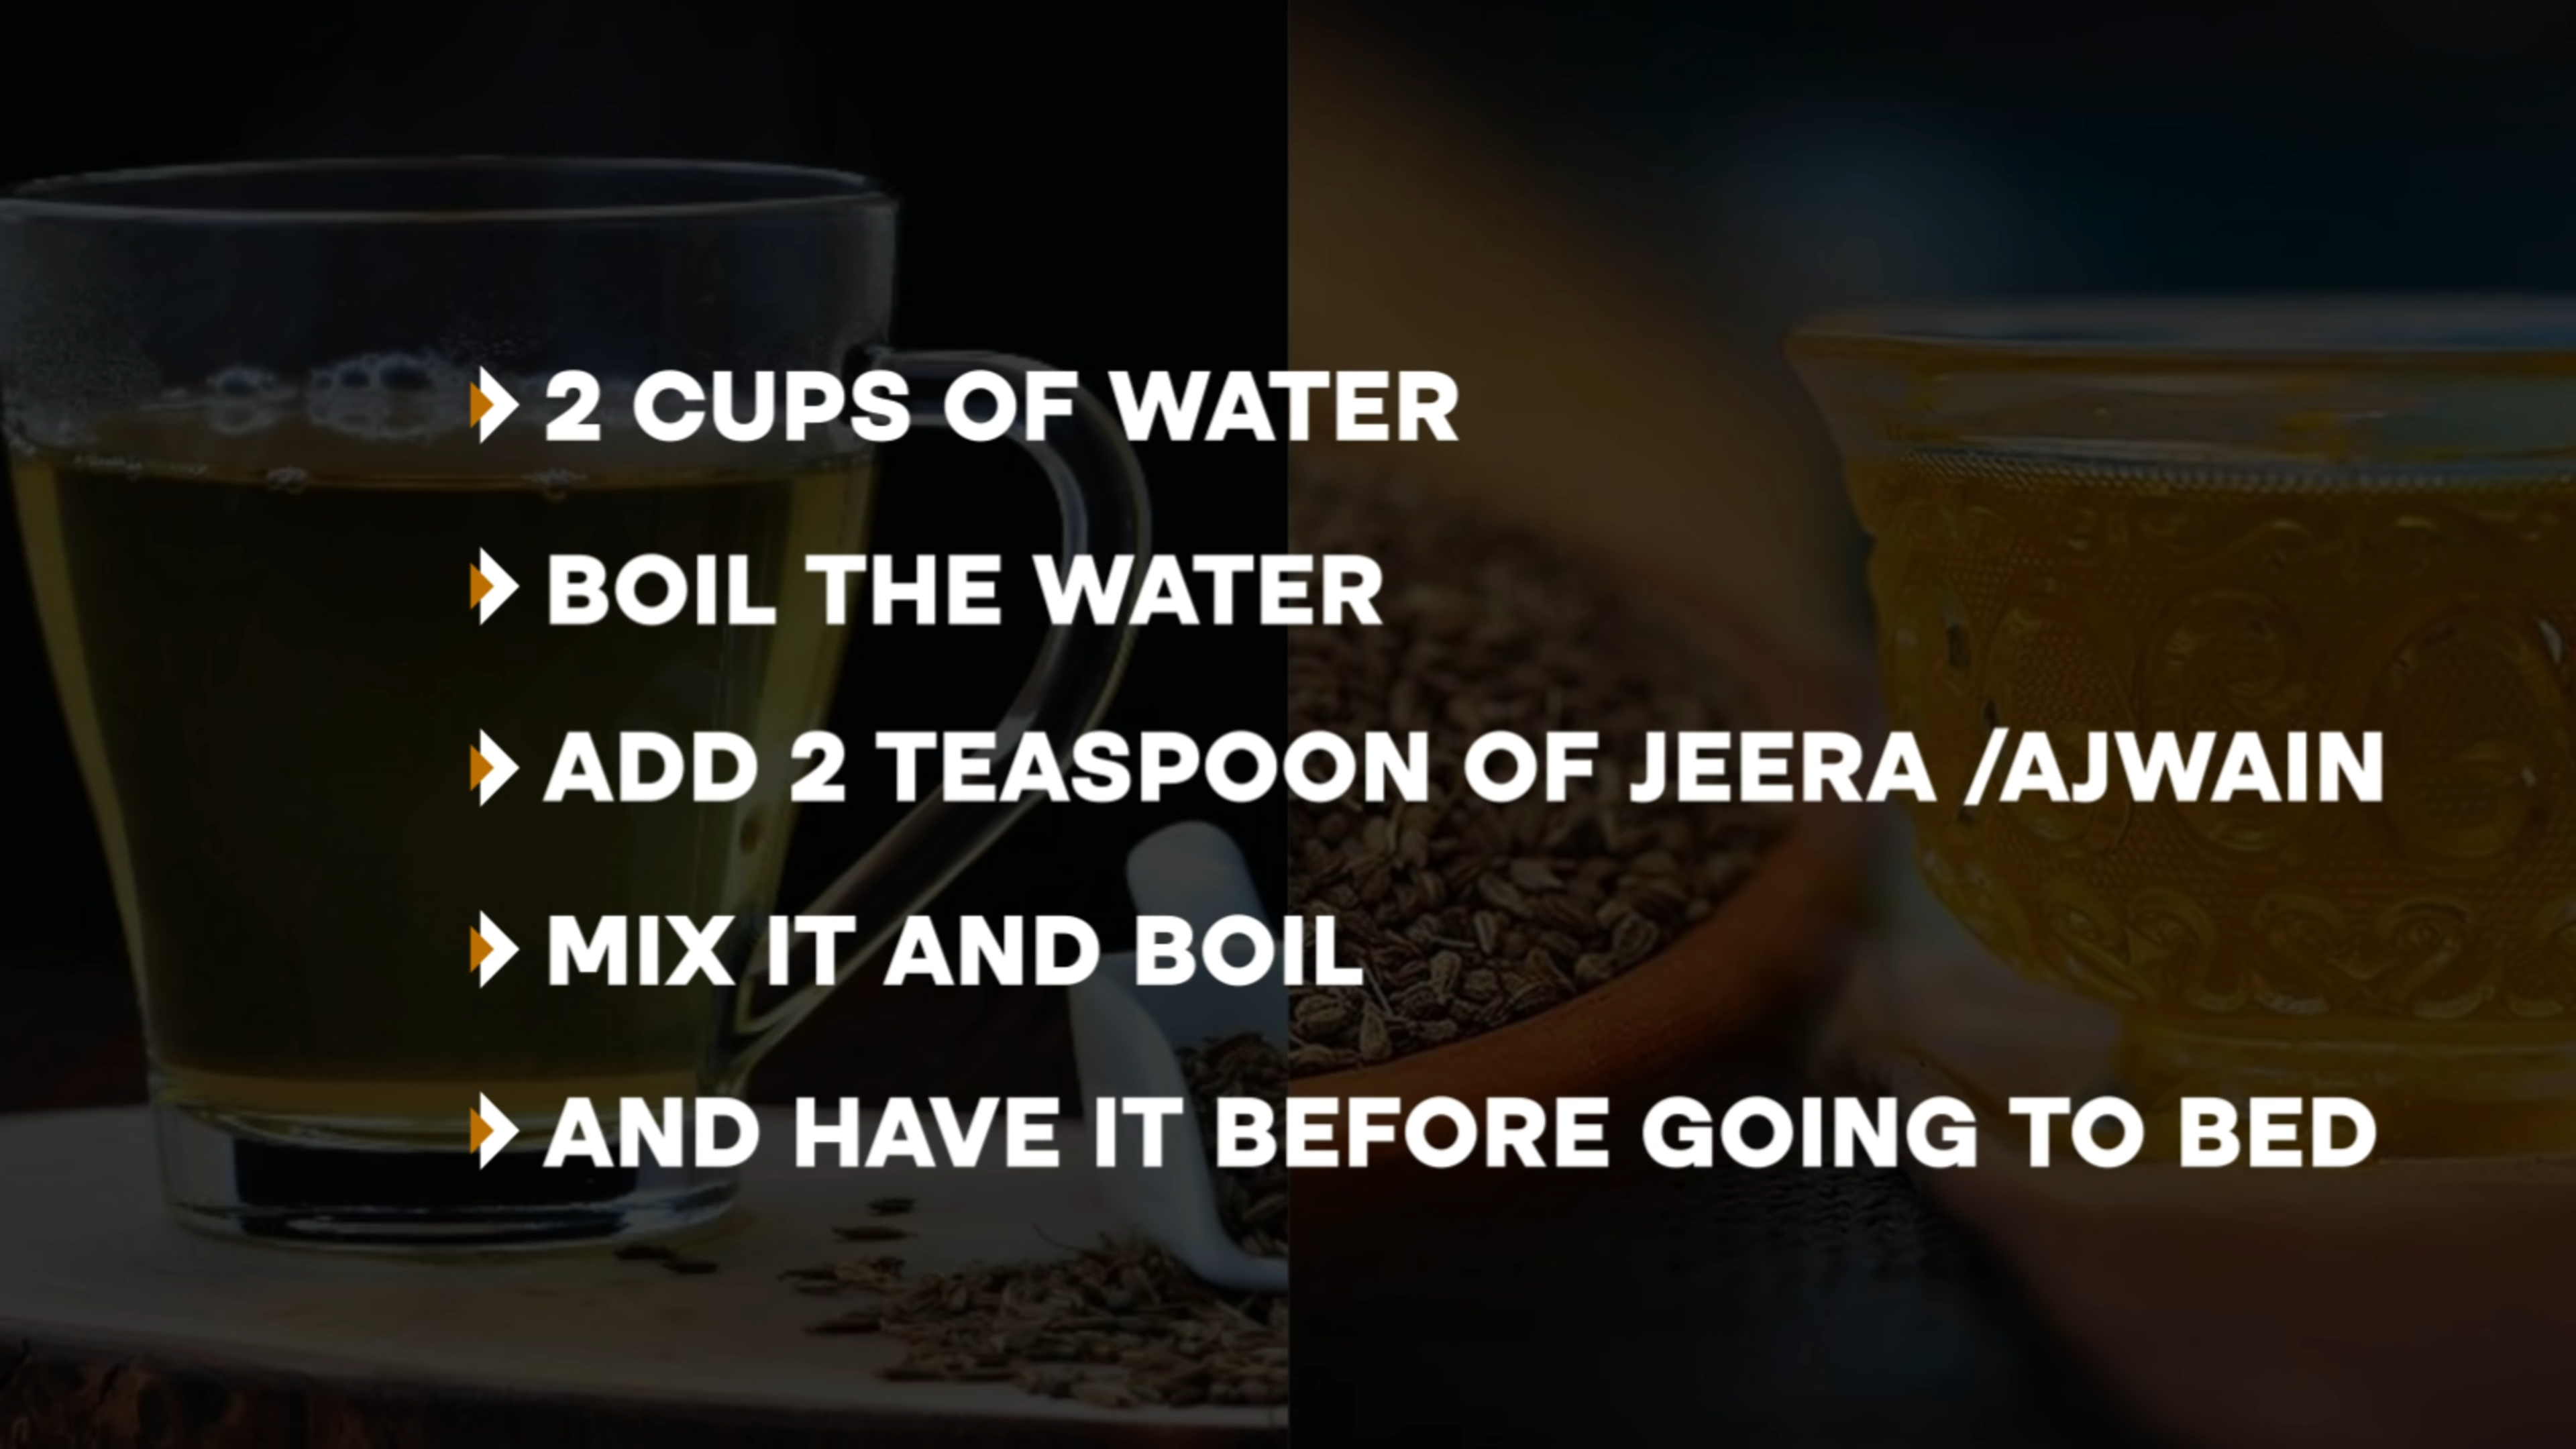 2 CUPS OF WATER
BOIL THE WATER
ADD 2 TEASPOON OF JEERA /AJWAIN
MIX IT AND BOIL
AND HAVE IT BEFORE GOING TO BED